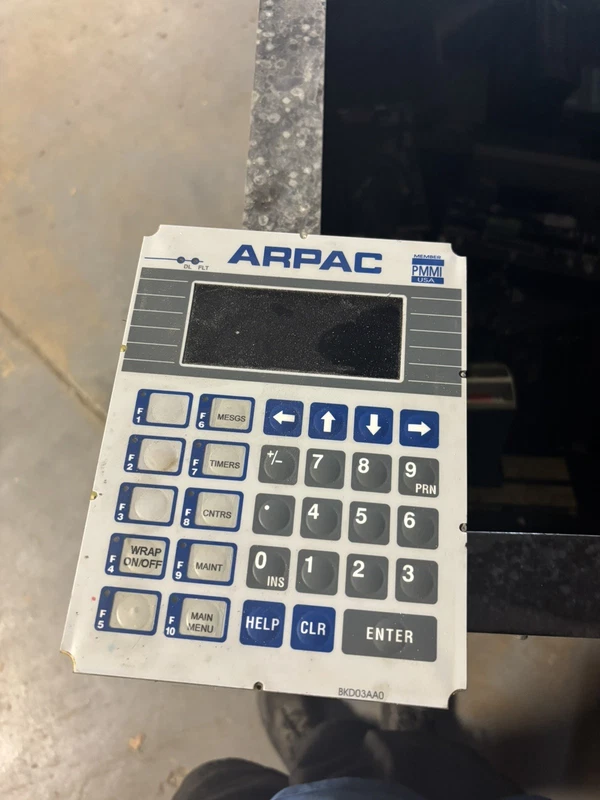 ARPAC
DL PLT
MEMBER
PMMI
USA
F1
F6 MESGS
F2
F7 TIMERS
+/-
7
8
9 PRN
F3
F8 CNTRS
.
4
5
6
F4 WRAP ON/OFF
F9 MAINT
0 INS
1
2
3
F5
F10 MAIN MENU
HELP
CLR
ENTER
BKD03AA0